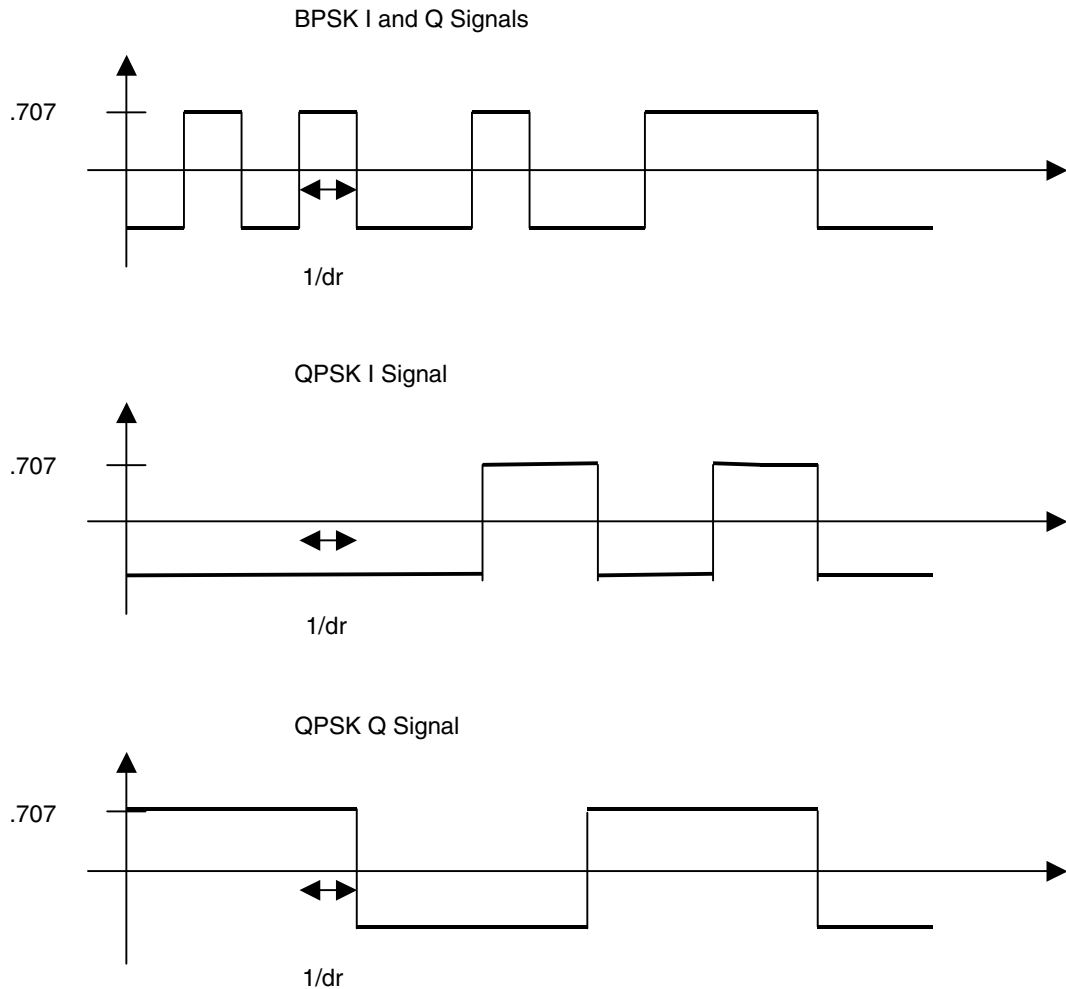 BPSK I and Q Signals
.707
1/dr
QPSK I Signal
.707
1/dr
QPSK Q Signal
.707
1/dr